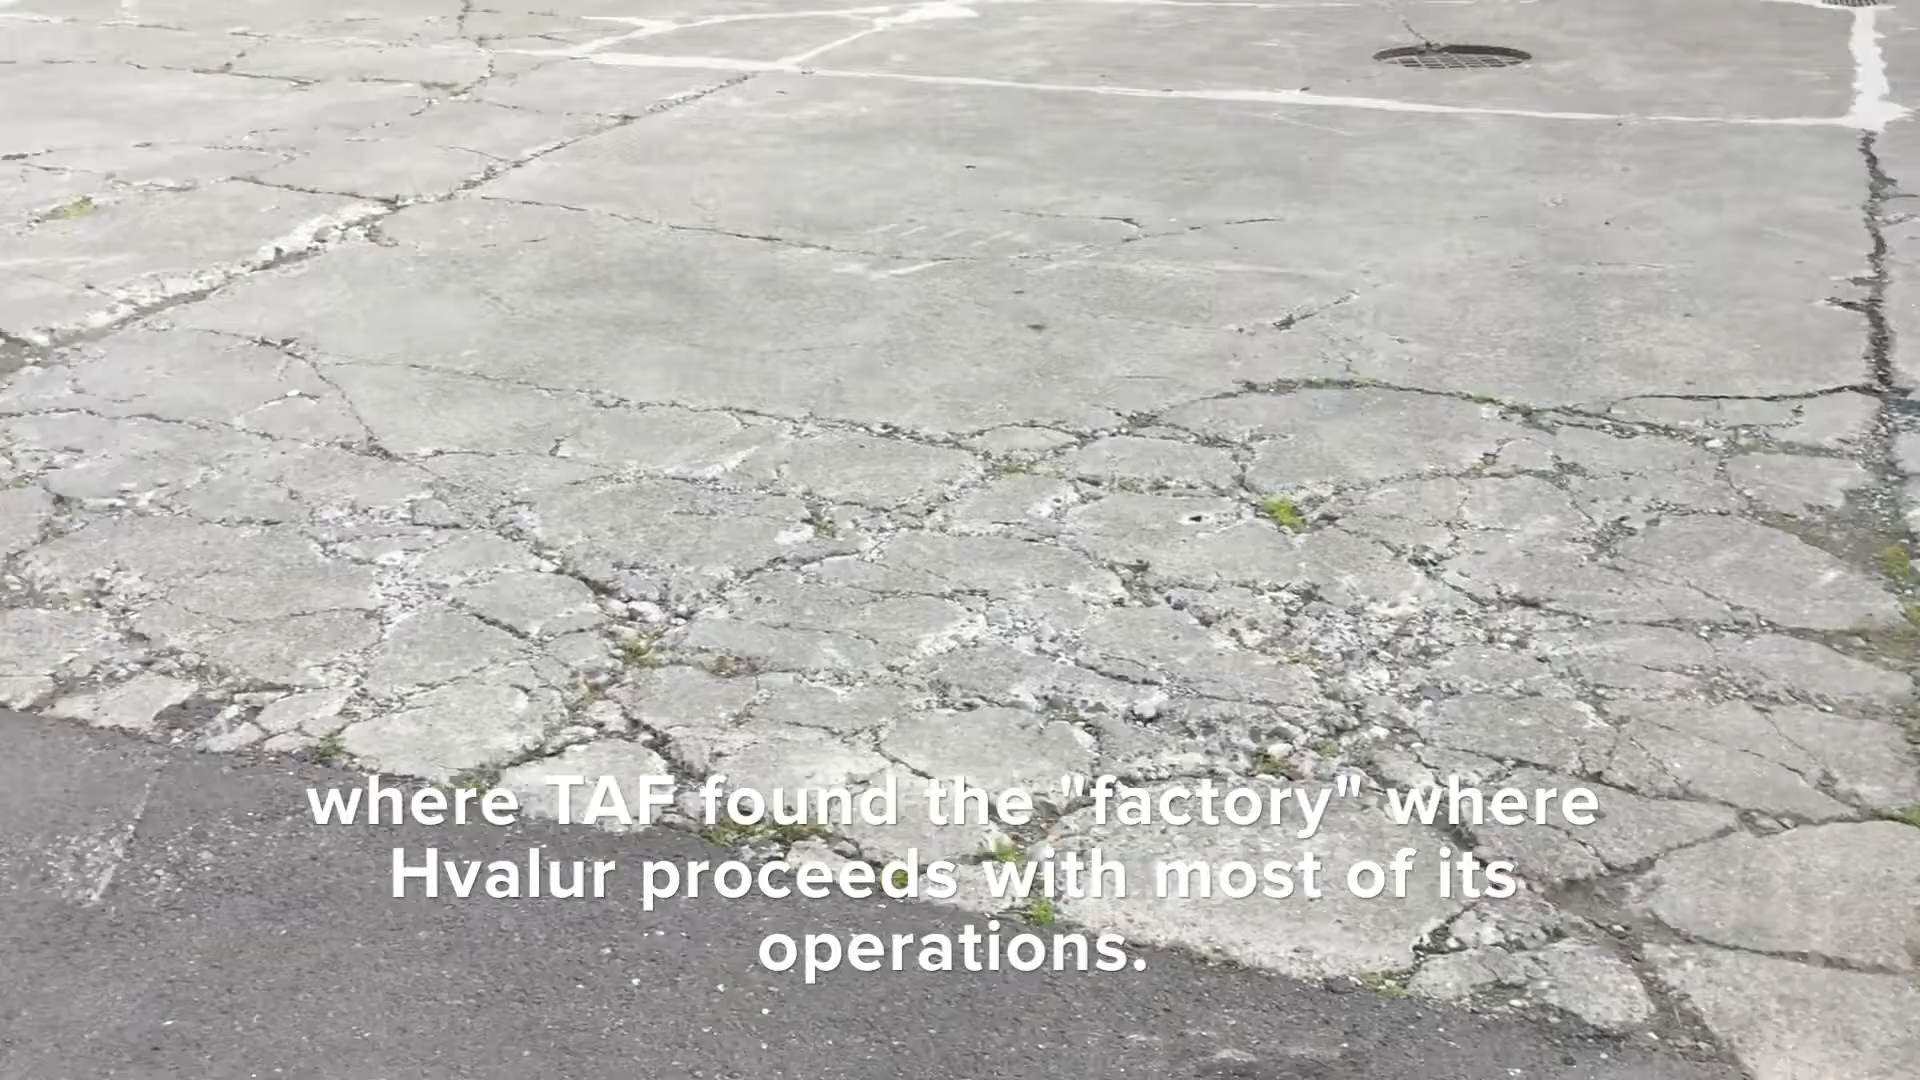 where TAF found the "factory" where
Hvalur proceeds with most of its
operations.